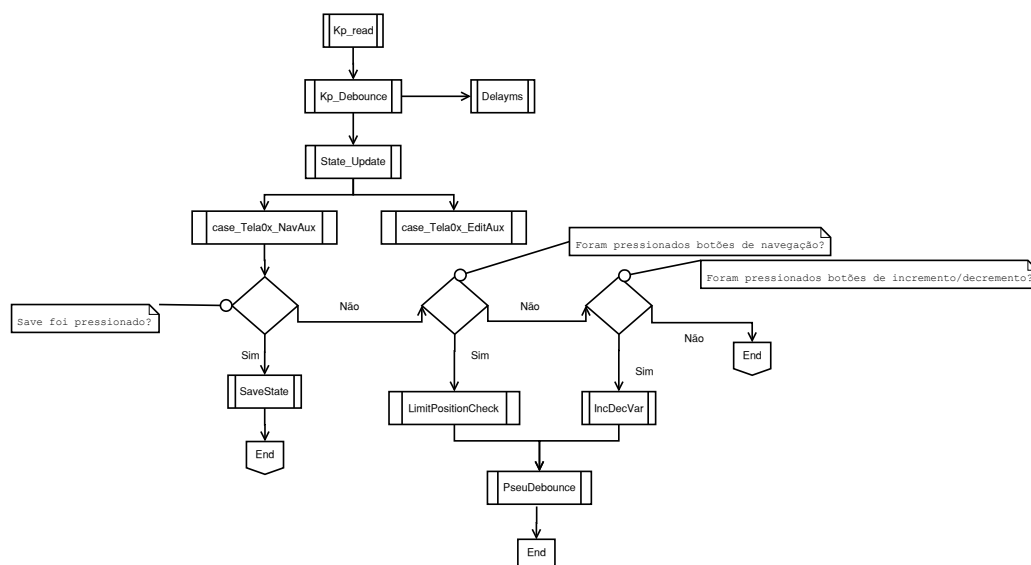 Kp_read
Kp_Debounce
Delayms
State_Update
case_Tela0x_NavAux
case_Tela0x_EditAux
Foram pressionados botões de navegação?
Foram pressionados botões de incremento/decremento?
Save foi pressionado?
Não
Não
Não
End
Sim
Sim
Sim
SaveState
LimitPositionCheck
IncDecVar
End
PseuDebounce
End